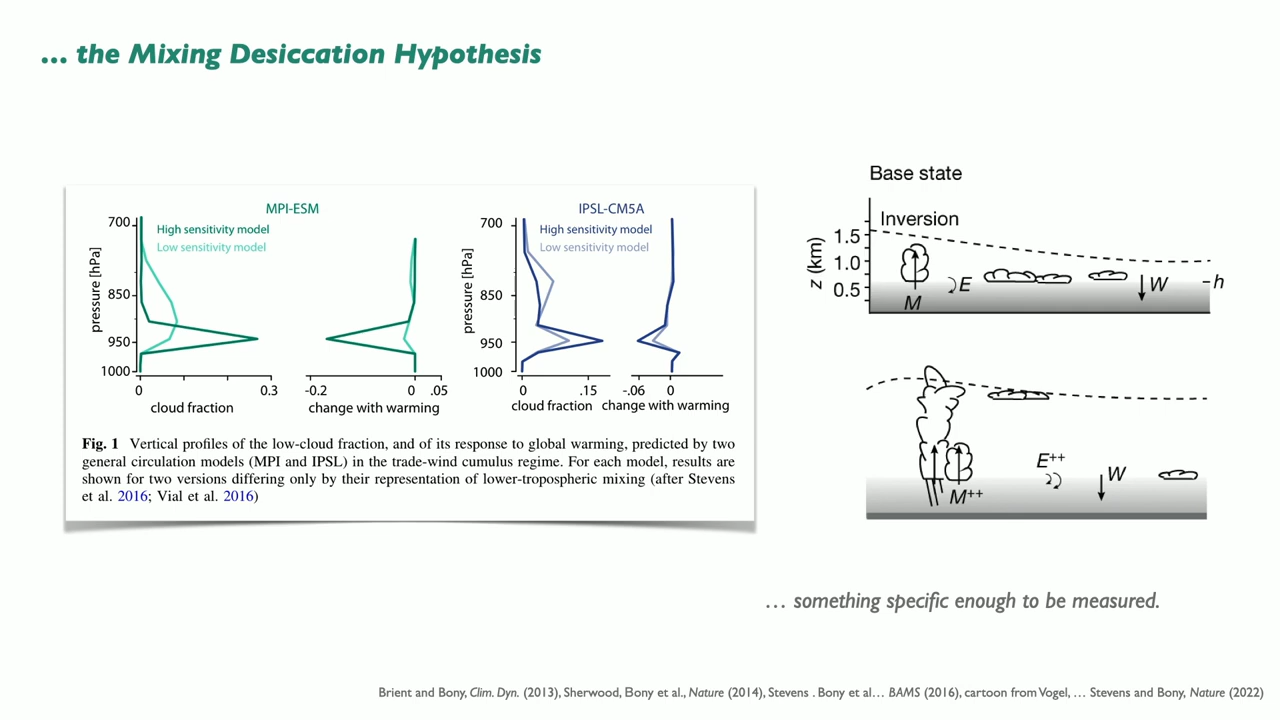 … the Mixing Desiccation Hypothesis
MPI-ESM
700
850
950
1000
pressure [hPa]
High sensitivity model
Low sensitivity model
0
0.3
cloud fraction
-0.2
0
.05
change with warming
IPSL-CM5A
700
850
950
1000
pressure [hPa]
High sensitivity model
Low sensitivity model
0
.15
cloud fraction
-.06
0
change with warming
Fig. 1 Vertical profiles of the low-cloud fraction, and of its response to global warming, predicted by two
general circulation models (MPI and IPSL) in the trade-wind cumulus regime. For each model, results are
shown for two versions differing only by their representation of lower-tropospheric mixing (after Stevens
et al. 2016; Vial et al. 2016)
Base state
Inversion
1.5
1.0
0.5
z (km)
M
E
W
h
M++
E++
W
… something specific enough to be measured.
Brient and Bony, Clim. Dyn. (2013), Sherwood, Bony et al., Nature (2014), Stevens . Bony et al… BAMS (2016), cartoon from Vogel, … Stevens and Bony, Nature (2022)